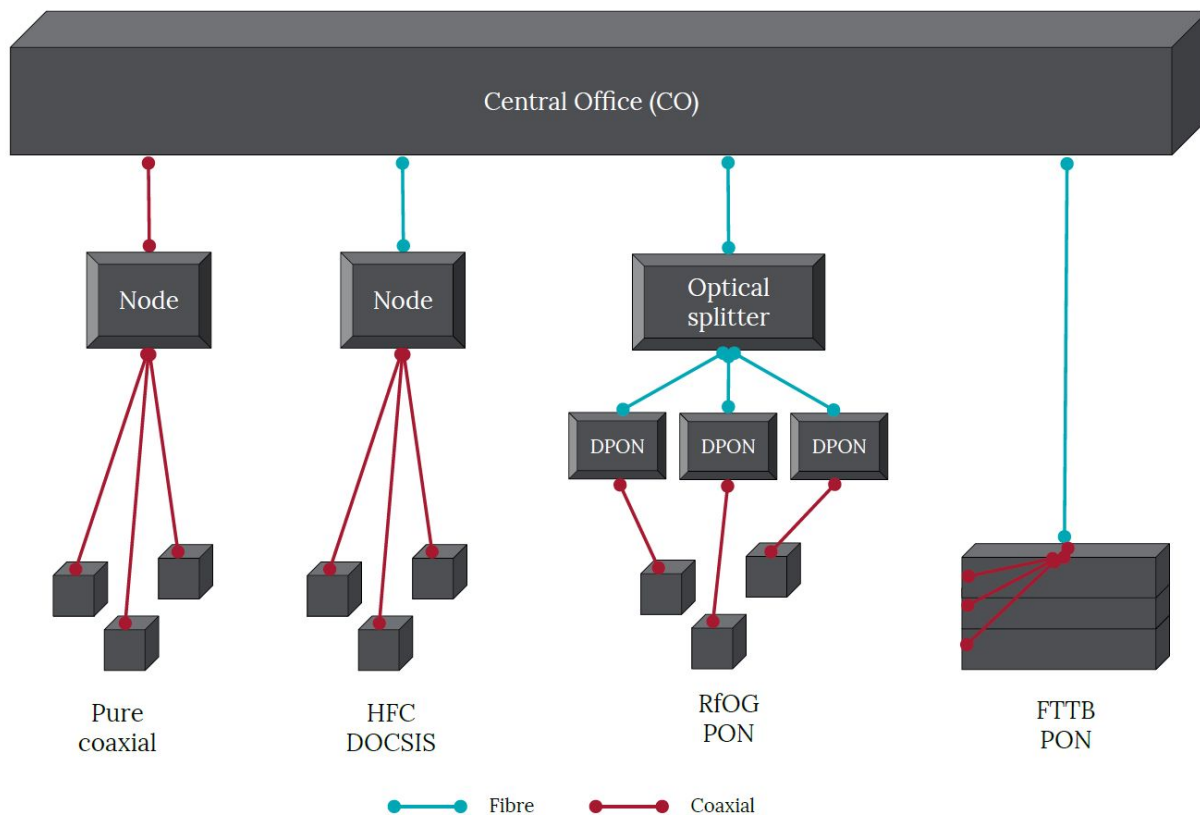 Central Office (CO)
Node
Node
Optical
splitter
DPON
DPON
DPON
Pure
coaxial
HFC
DOCSIS
RfOG
PON
FTTB
PON
Fibre
Coaxial